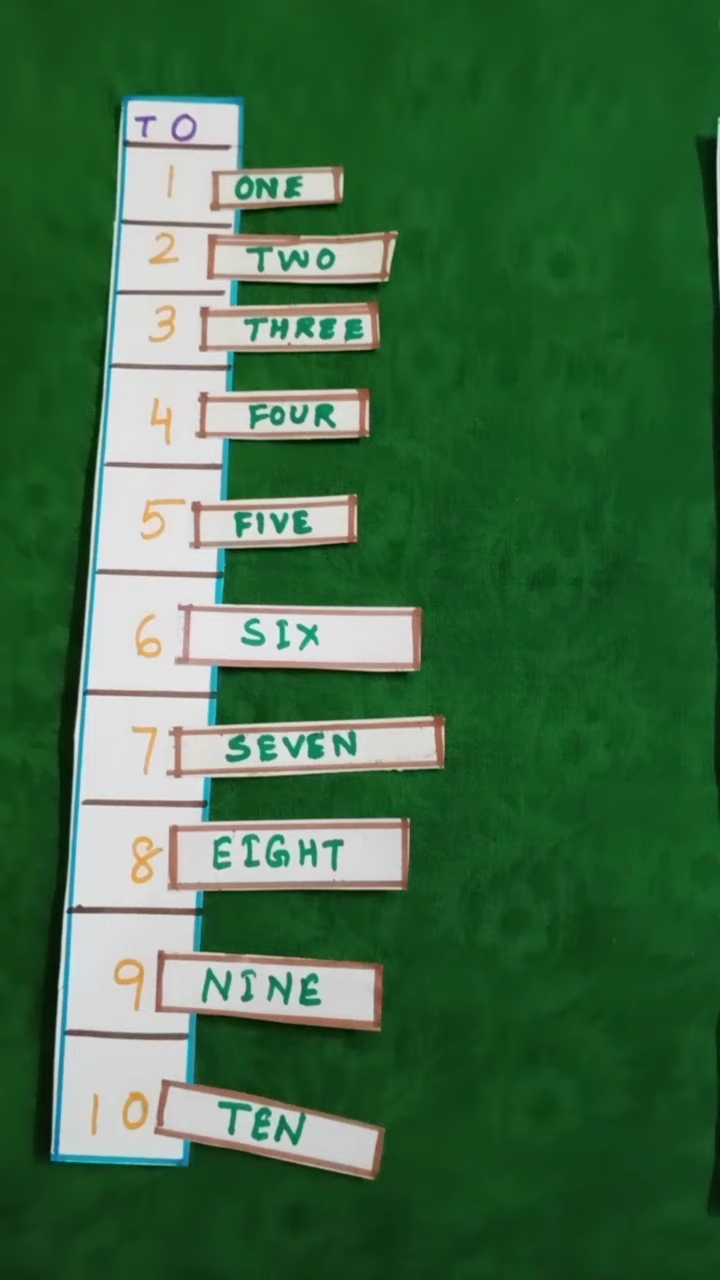 T O
1 ONE
2 TWO
3 THREE
4 FOUR
5 FIVE
6 SIX
7 SEVEN
8 EIGHT
9 NINE
10 TEN